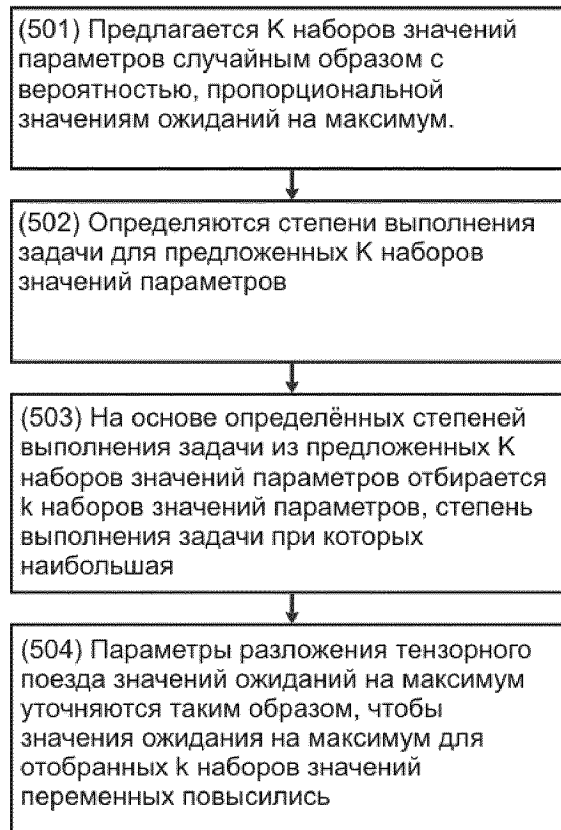 (501) Предлагается K наборов значений
параметров случайным образом с
вероятностью, пропорциональной
значениям ожиданий на максимум.
(502) Определяются степени выполнения
задачи для предложенных K наборов
значений параметров
(503) На основе определённых степеней
выполнения задачи из предложенных K
наборов значений параметров отбирается
k наборов значений параметров, степень
выполнения задачи при которых
наибольшая
(504) Параметры разложения тензорного
поезда значений ожиданий на максимум
уточняются таким образом, чтобы
значения ожидания на максимум для
отобранных k наборов значений
переменных повысились